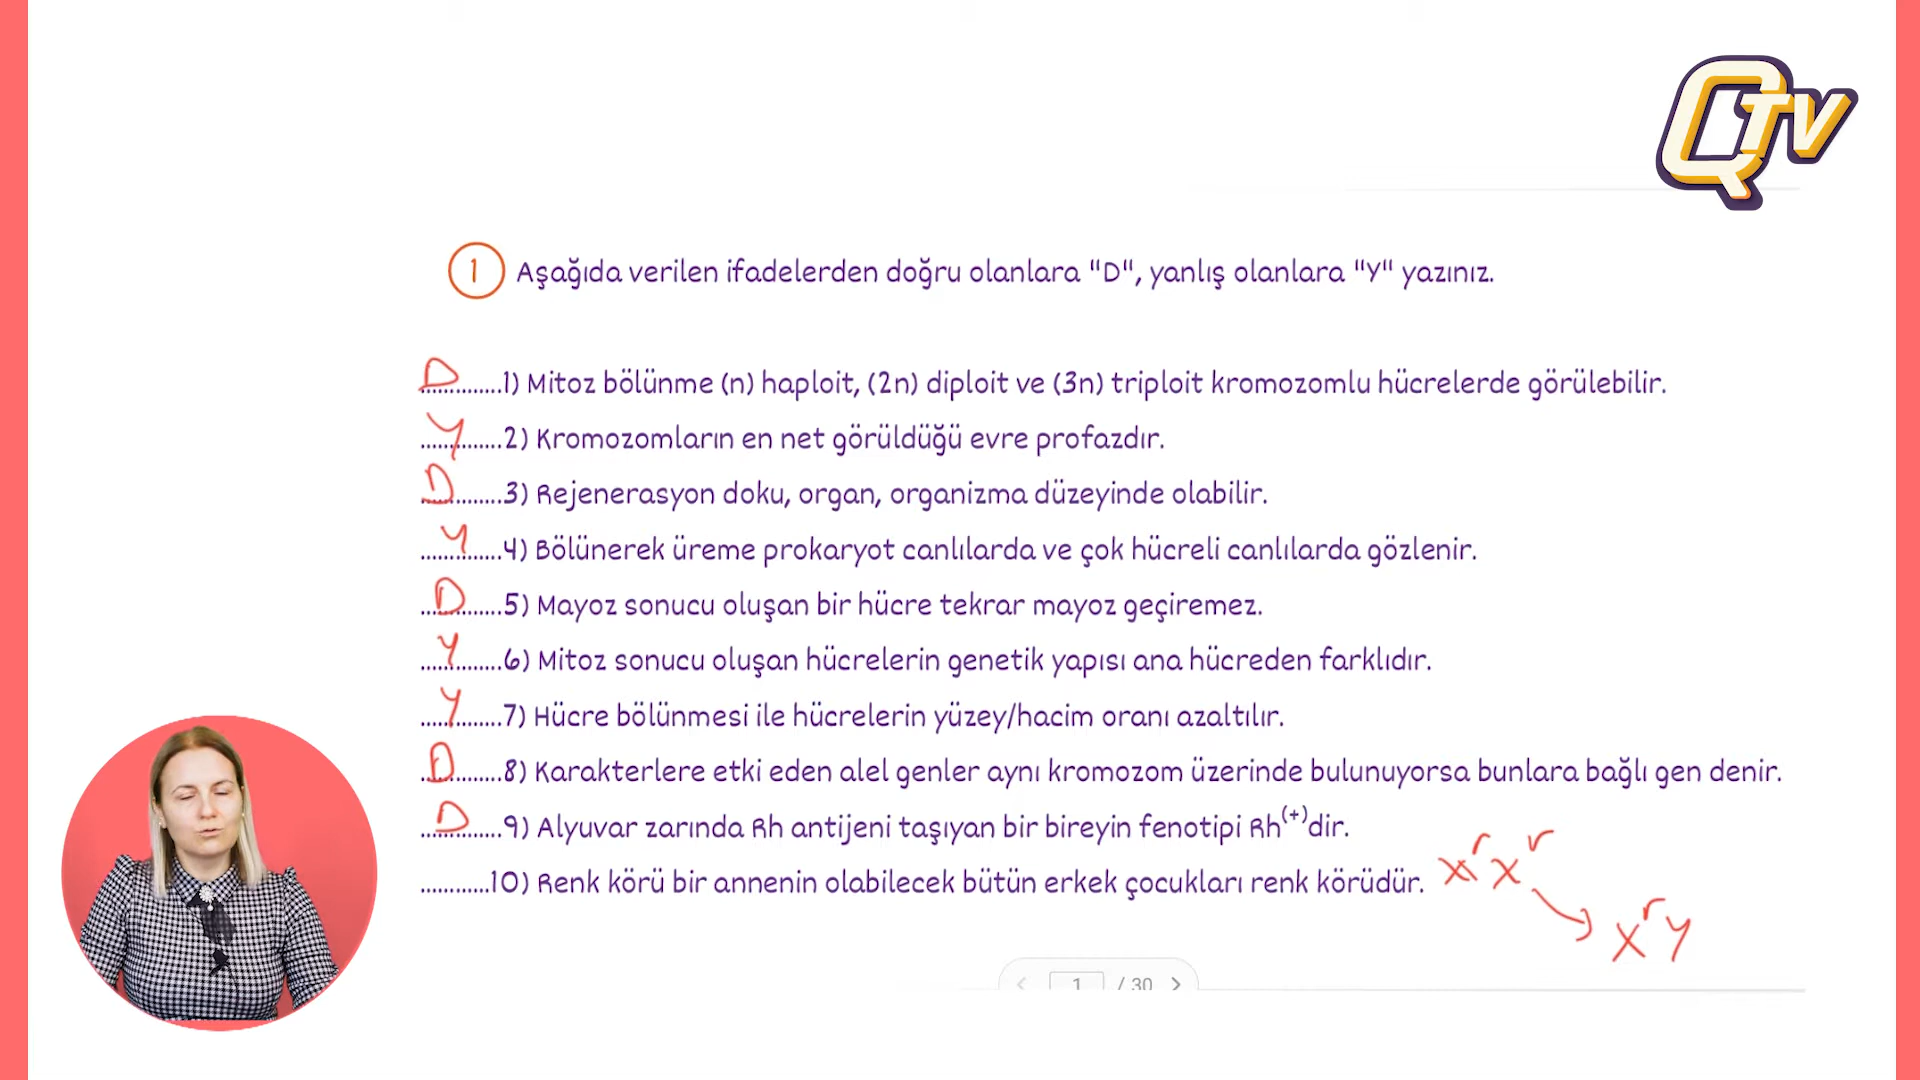 QTV
1 Aşağıda verilen ifadelerden doğru olanlara "D", yanlış olanlara "Y" yazınız.
D ............1) Mitoz bölünme (n) haploit, (2n) diploit ve (3n) triploit kromozomlu hücrelerde görülebilir.
Y ............2) Kromozomların en net görüldüğü evre profazdır.
D ............3) Rejenerasyon doku, organ, organizma düzeyinde olabilir.
Y ............4) Bölünerek üreme prokaryot canlılarda ve çok hücreli canlılarda gözlenir.
D ............5) Mayoz sonucu oluşan bir hücre tekrar mayoz geçiremez.
Y ............6) Mitoz sonucu oluşan hücrelerin genetik yapısı ana hücreden farklıdır.
Y ............7) Hücre bölünmesi ile hücrelerin yüzey/hacim oranı azaltılır.
D ............8) Karakterlere etki eden alel genler aynı kromozom üzerinde bulunuyorsa bunlara bağlı gen denir.
D ............9) Alyuvar zarında Rh antijeni taşıyan bir bireyin fenotipi Rh(+)dir.
............10) Renk körü bir annenin olabilecek bütün erkek çocukları renk körüdür. XrXr
XrY
1 / 30